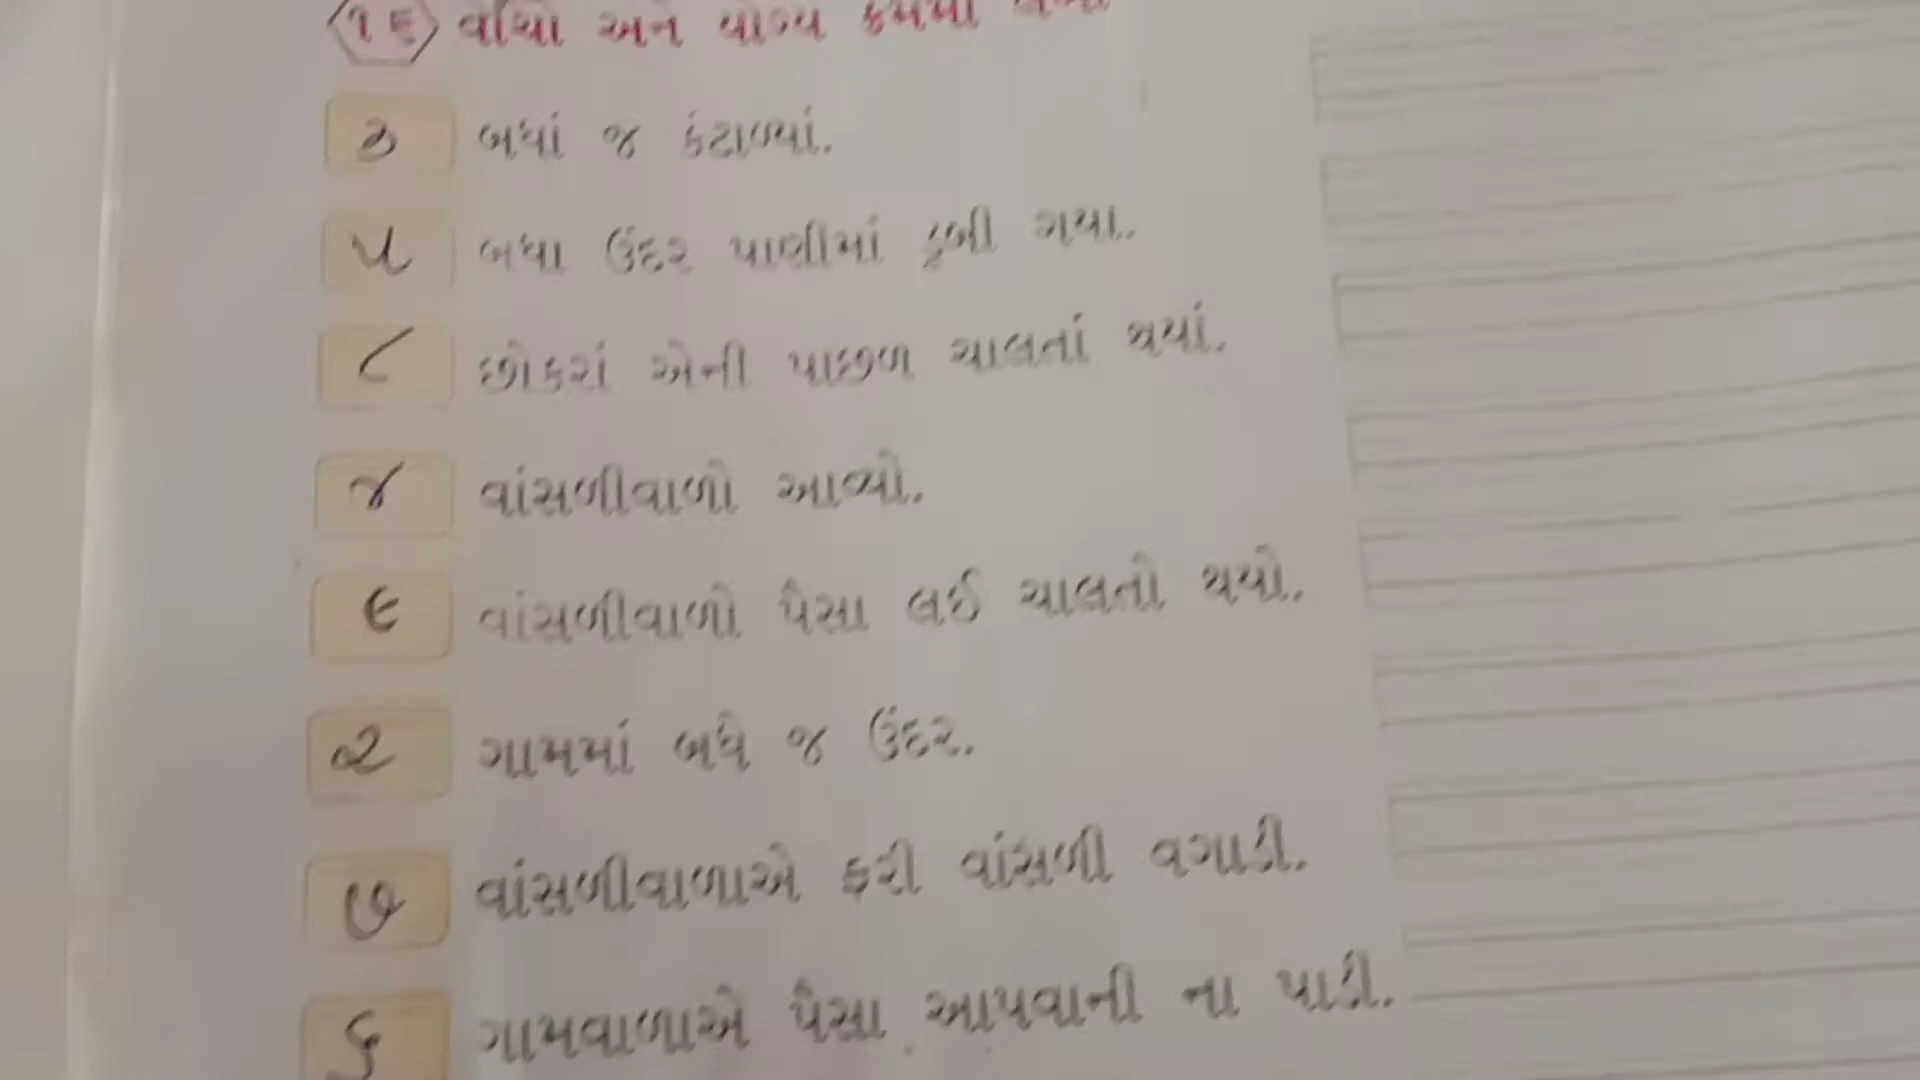 ૧૬ વાંચો અને યોગ્ય ક્રમમાં
૩ બધાં જ કંટાળ્યાં.
૫ બધા ઉંદર પાણીમાં ડૂબી ગયા.
૮ છોકરાં એની પાછળ ચાલતાં થયાં.
૪ વાંસળીવાળો આવ્યો.
૯ વાંસળીવાળો પૈસા લઈ ચાલતો થયો.
૨ ગામમાં બધે જ ઉંદર.
૭ વાંસળીવાળાએ ફરી વાંસળી વગાડી.
૬ ગામવાળાએ પૈસા આપવાની ના પાડી.